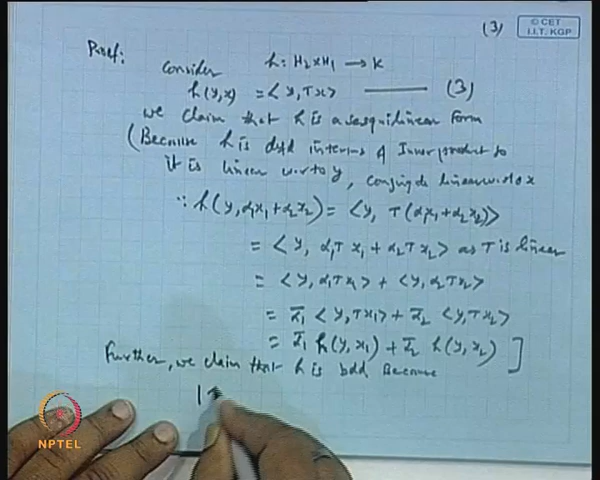 (3)
© CET
I.I.T. KGP
Proof:
Consider h: H₂×H₁ → K
h(y,x) = <y, Tx> ——— (3)
we claim that h is a sesquilinear form
(Because h is dfd in terms of Inner product so
it is linear w.r.to y, conjugate linear w.r.to x
∵ h(y, α₁x₁+α₂x₂) = <y, T(α₁x₁+α₂x₂)>
= <y, α₁Tx₁ + α₂Tx₂> as T is linear
= <y, α₁Tx₁> + <y, α₂Tx₂>
= ᾱ₁ <y, Tx₁> + ᾱ₂ <y, Tx₂>
= ᾱ₁ h(y, x₁) + ᾱ₂ h(y, x₂) ]
Further, we claim that h is bdd Because
NPTEL